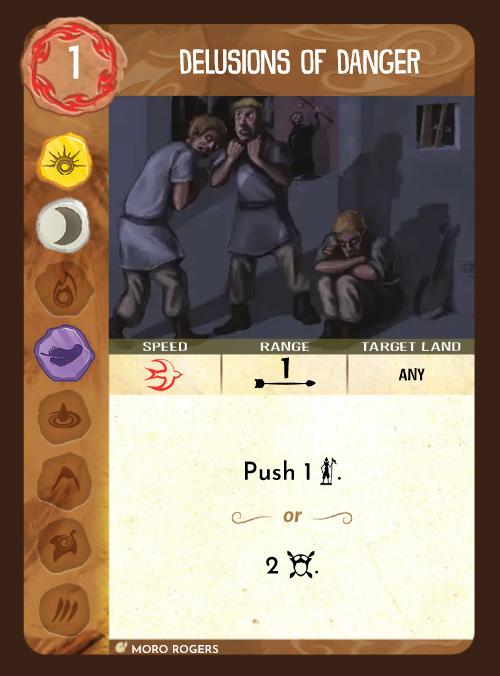 1
DELUSIONS OF DANGER
SPEED RANGE TARGET LAND
1 ANY
Push 1 .
or
2 .
MORO ROGERS